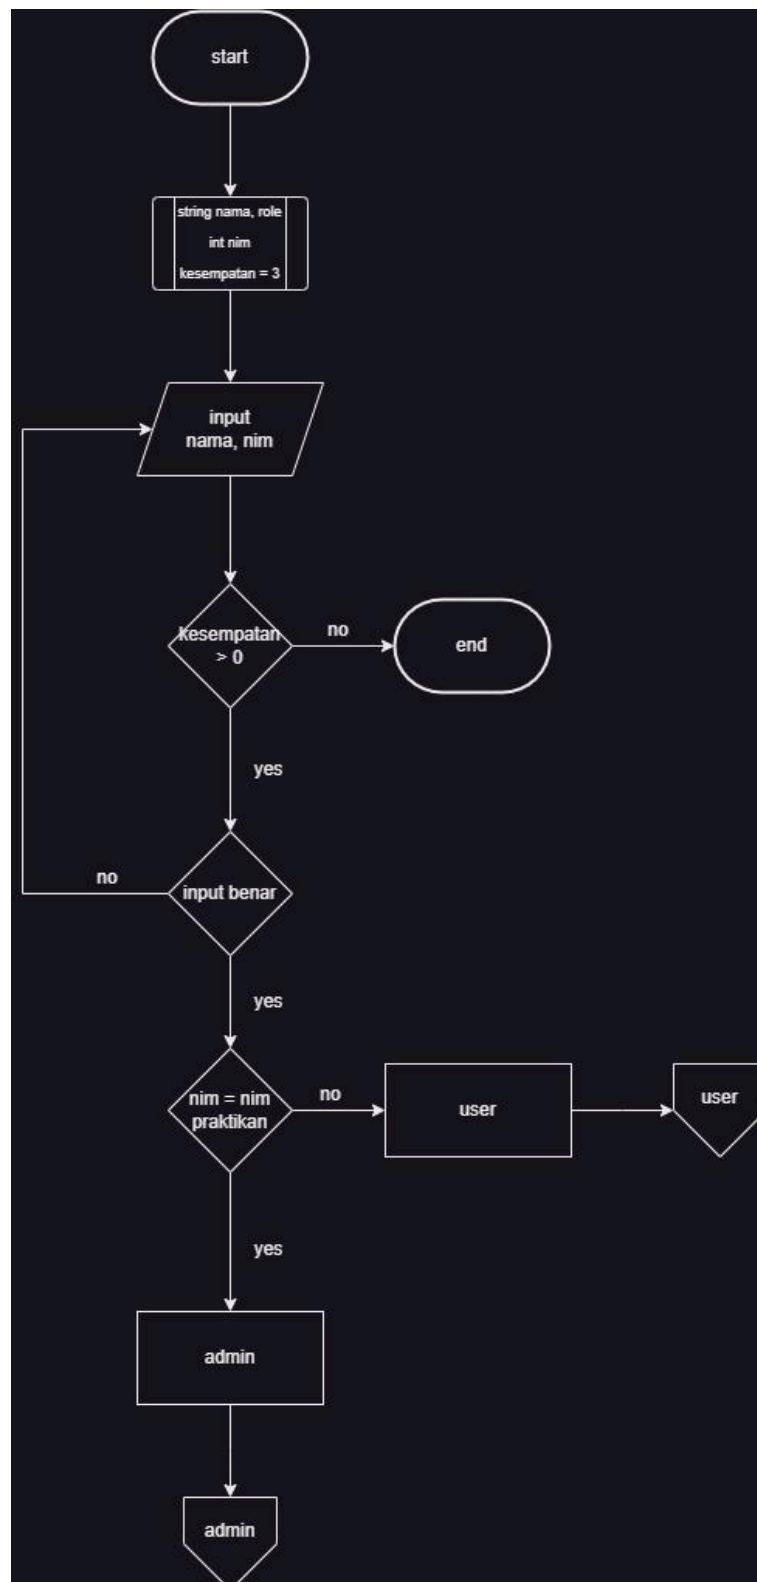 start
string nama, role
int nim
kesempatan = 3
input
nama, nim
kesempatan
> 0
no
end
yes
no
input benar
yes
nim = nim
praktikan
no
user
user
yes
admin
admin